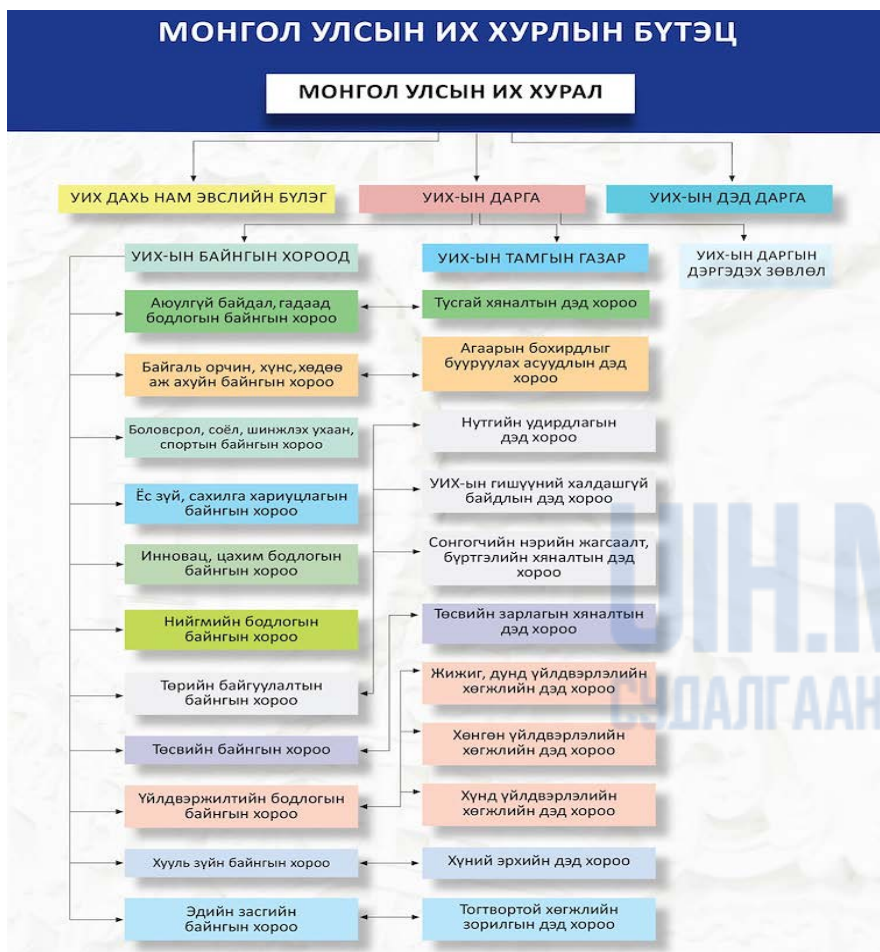 МОНГОЛ УЛСЫН ИХ ХУРЛЫН БҮТЭЦ
МОНГОЛ УЛСЫН ИХ ХУРАЛ
УИХ ДАХЬ НАМ ЭВСЛИЙН БҮЛЭГ
УИХ-ЫН ДАРГА
УИХ-ЫН ДЭД ДАРГА
УИХ-ЫН БАЙНГЫН ХОРООД
УИХ-ЫН ТАМГЫН ГАЗАР
УИХ-ЫН ДАРГЫН
ДЭРГЭДЭХ ЗӨВЛӨЛ
Аюулгүй байдал, гадаад
бодлогын байнгын хороо
Тусгай хяналтын дэд хороо
Байгаль орчин, хүнс, хөдөө
аж ахуйн байнгын хороо
Агаарын бохирдлыг
бууруулах асуудлын дэд
хороо
Боловсрол, соёл, шинжлэх ухаан,
спортын байнгын хороо
Нутгийн удирдлагын
дэд хороо
Ёс зүй, сахилга хариуцлагын
байнгын хороо
УИХ-ын гишүүний халдашгүй
байдлын дэд хороо
Инновац, цахим бодлогын
байнгын хороо
Сонгогчийн нэрийн жагсаалт,
бүртгэлийн хяналтын дэд
хороо
Нийгмийн бодлогын
байнгын хороо
Төсвийн зарлагын хяналтын
дэд хороо
Төрийн байгуулалтын
байнгын хороо
Жижиг, дунд үйлдвэрлэлийн
хөгжлийн дэд хороо
Төсвийн байнгын хороо
Хөнгөн үйлдвэрлэлийн
хөгжлийн дэд хороо
Үйлдвэржилтийн бодлогын
байнгын хороо
Хүнд үйлдвэрлэлийн
хөгжлийн дэд хороо
Хууль зүйн байнгын хороо
Хүний эрхийн дэд хороо
Эдийн засгийн
байнгын хороо
Тогтвортой хөгжлийн
зорилгын дэд хороо
UIH.M
СУДАЛГААН